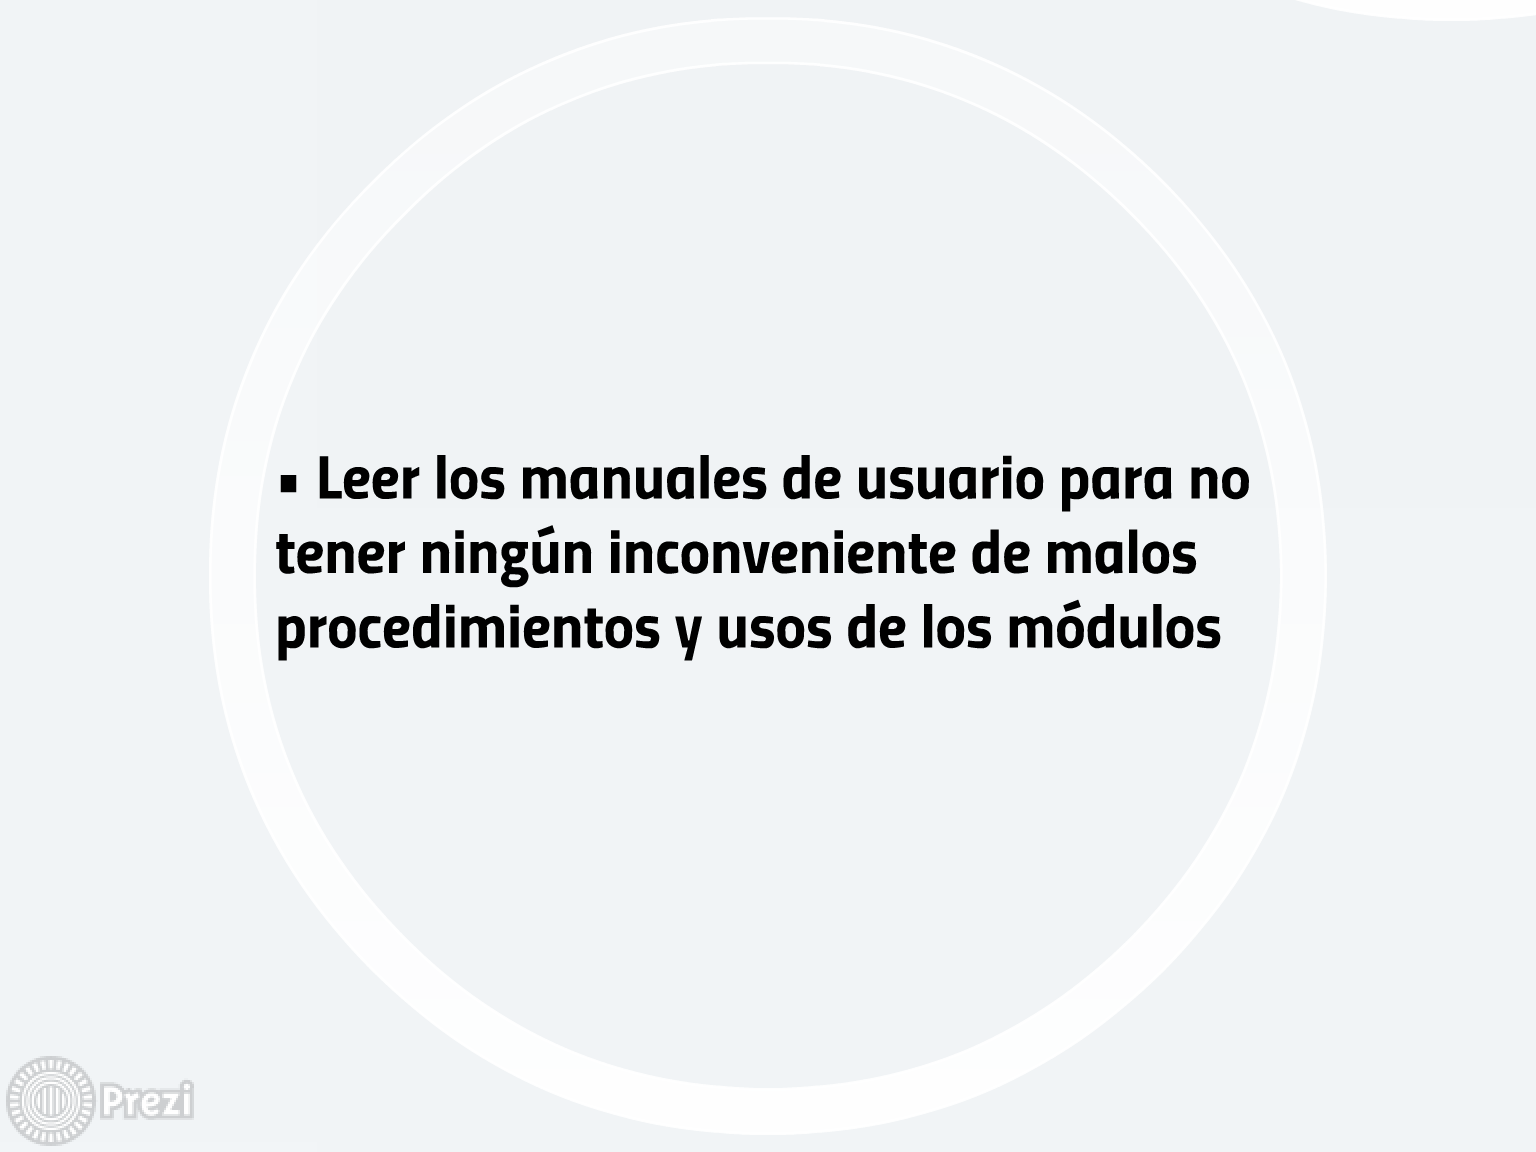 ▪ Leer los manuales de usuario para no
tener ningún inconveniente de malos
procedimientos y usos de los módulos
Prezi